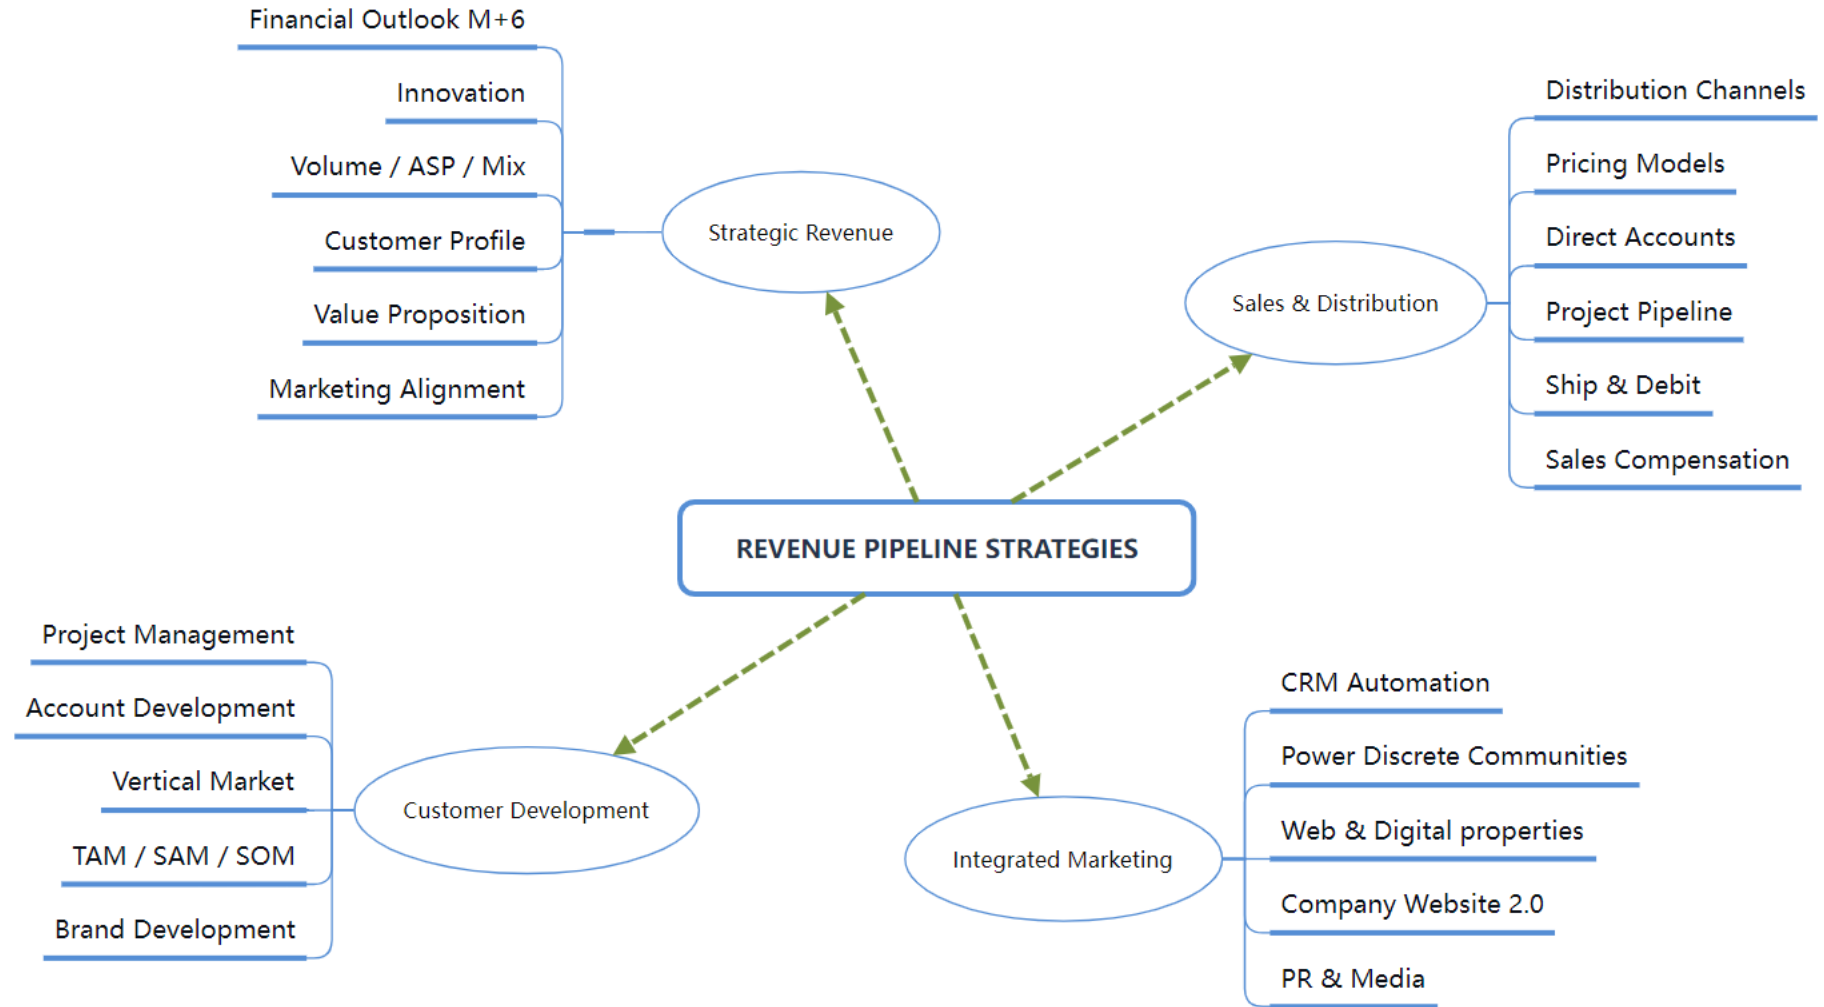 Financial Outlook M+6
Innovation
Volume / ASP / Mix
Customer Profile
Value Proposition
Marketing Alignment
Strategic Revenue
Distribution Channels
Pricing Models
Direct Accounts
Project Pipeline
Ship & Debit
Sales Compensation
Sales & Distribution
REVENUE PIPELINE STRATEGIES
Project Management
Account Development
Vertical Market
TAM / SAM / SOM
Brand Development
Customer Development
CRM Automation
Power Discrete Communities
Web & Digital properties
Company Website 2.0
PR & Media
Integrated Marketing